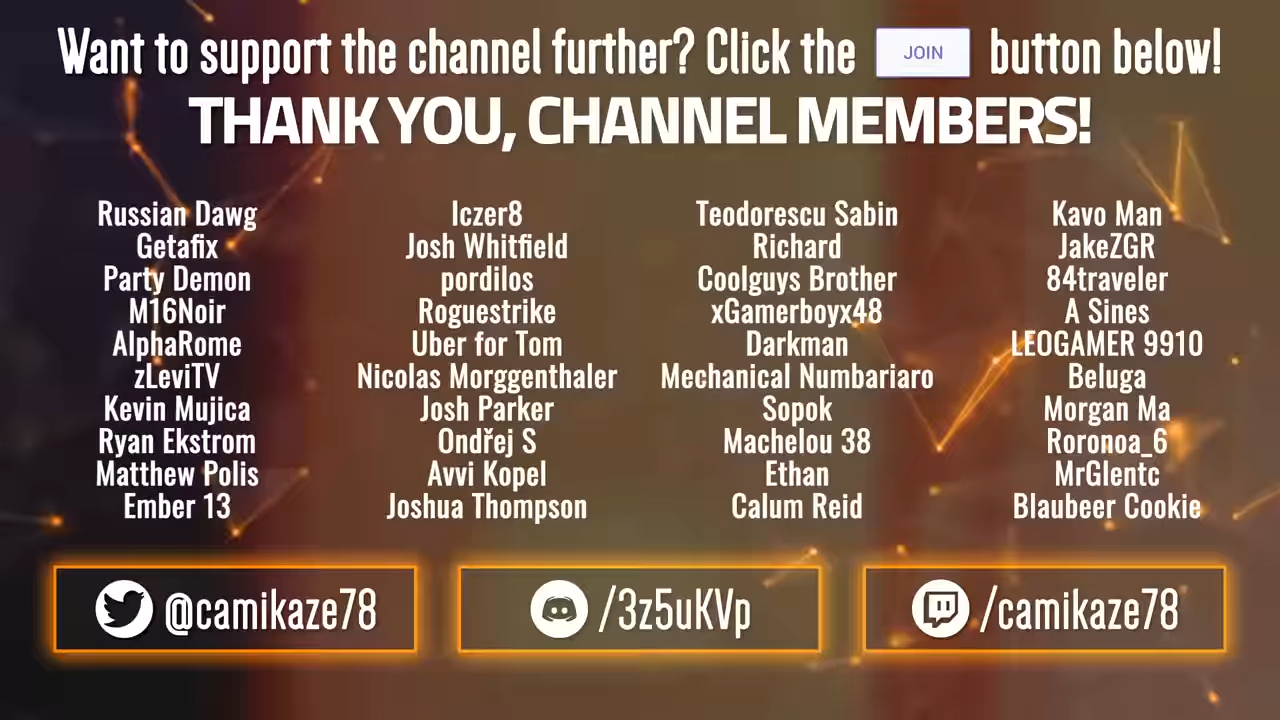 Want to support the channel further? Click the JOIN button below!
THANK YOU, CHANNEL MEMBERS!
Russian Dawg
Getafix
Party Demon
M16Noir
AlphaRome
zLeviTV
Kevin Mujica
Ryan Ekstrom
Matthew Polis
Ember 13
Iczer8
Josh Whitfield
pordilos
Roguestrike
Uber for Tom
Nicolas Morggenthaler
Josh Parker
Ondřej S
Avvi Kopel
Joshua Thompson
Teodorescu Sabin
Richard
Coolguys Brother
xGamerboyx48
Darkman
Mechanical Numbariaro
Sopok
Machelou 38
Ethan
Calum Reid
Kavo Man
JakeZGR
84traveler
A Sines
LEOGAMER 9910
Beluga
Morgan Ma
Roronoa_6
MrGlentc
Blaubeer Cookie
@camikaze78
/3z5uKVp
/camikaze78